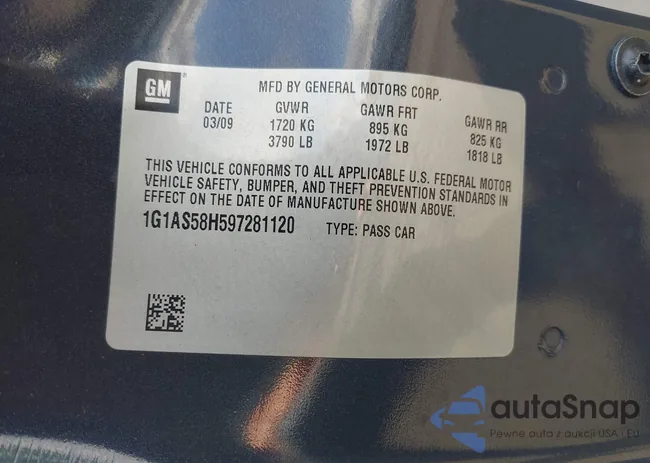 GM
MFD BY GENERAL MOTORS CORP.
DATE GVWR GAWR FRT GAWR RR
03/09 1720 KG 895 KG 825 KG
3790 LB 1972 LB 1818 LB
THIS VEHICLE CONFORMS TO ALL APPLICABLE U.S. FEDERAL MOTOR
VEHICLE SAFETY, BUMPER, AND THEFT PREVENTION STANDARDS IN
EFFECT ON THE DATE OF MANUFACTURE SHOWN ABOVE.
1G1AS58H597281120 TYPE: PASS CAR
autaSnap
Pewne auta z aukcji USA i EU